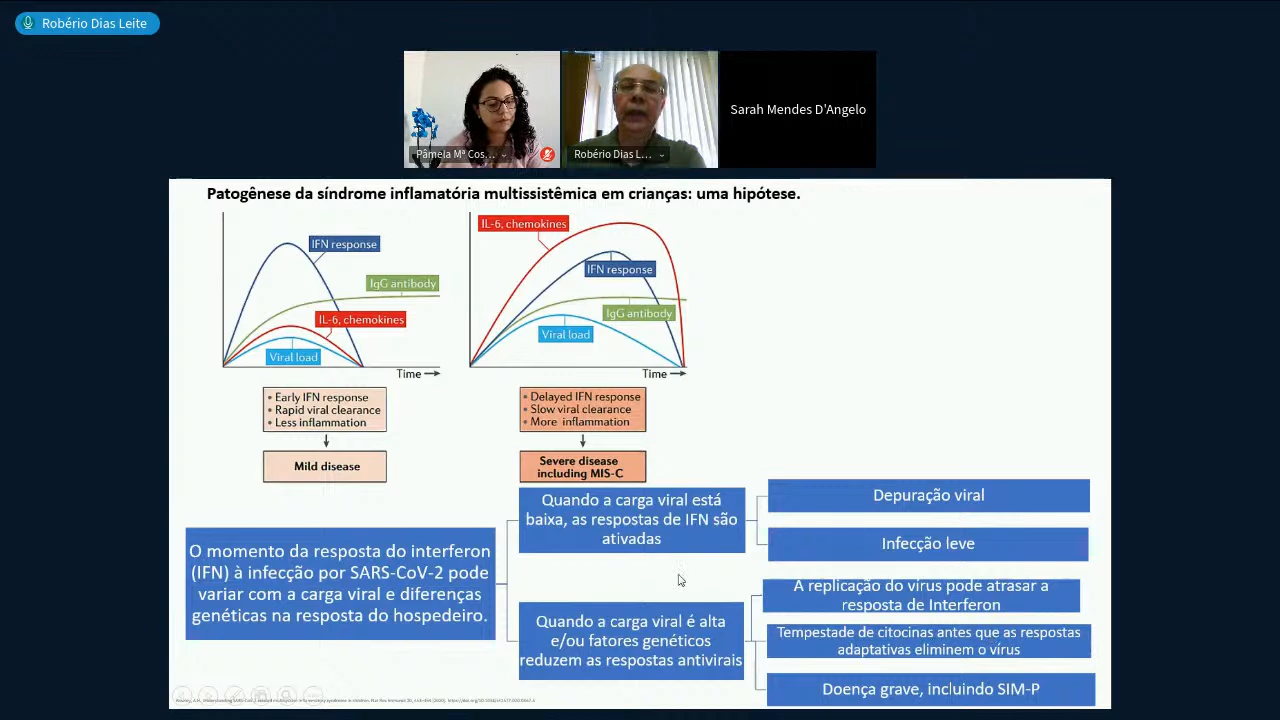 Robério Dias Leite
Pâmela Mª Cos...
Robério Dias L...
Sarah Mendes D'Angelo
Patogênese da síndrome inflamatória multissistêmica em crianças: uma hipótese.
IFN response
IgG antibody
IL-6, chemokines
Viral load
Time
• Early IFN response
• Rapid viral clearance
• Less inflammation
Mild disease
IL-6, chemokines
IFN response
IgG antibody
Viral load
Time
• Delayed IFN response
• Slow viral clearance
• More inflammation
Severe disease
including MIS-C
O momento da resposta do interferon
(IFN) à infecção por SARS-CoV-2 pode
variar com a carga viral e diferenças
genéticas na resposta do hospedeiro.
Quando a carga viral está
baixa, as respostas de IFN são
ativadas
Depuração viral
Infecção leve
Quando a carga viral é alta
e/ou fatores genéticos
reduzem as respostas antivirais
A replicação do vírus pode atrasar a
resposta de Interferon
Tempestade de citocinas antes que as respostas
adaptativas eliminem o vírus
Doença grave, incluindo SIM-P